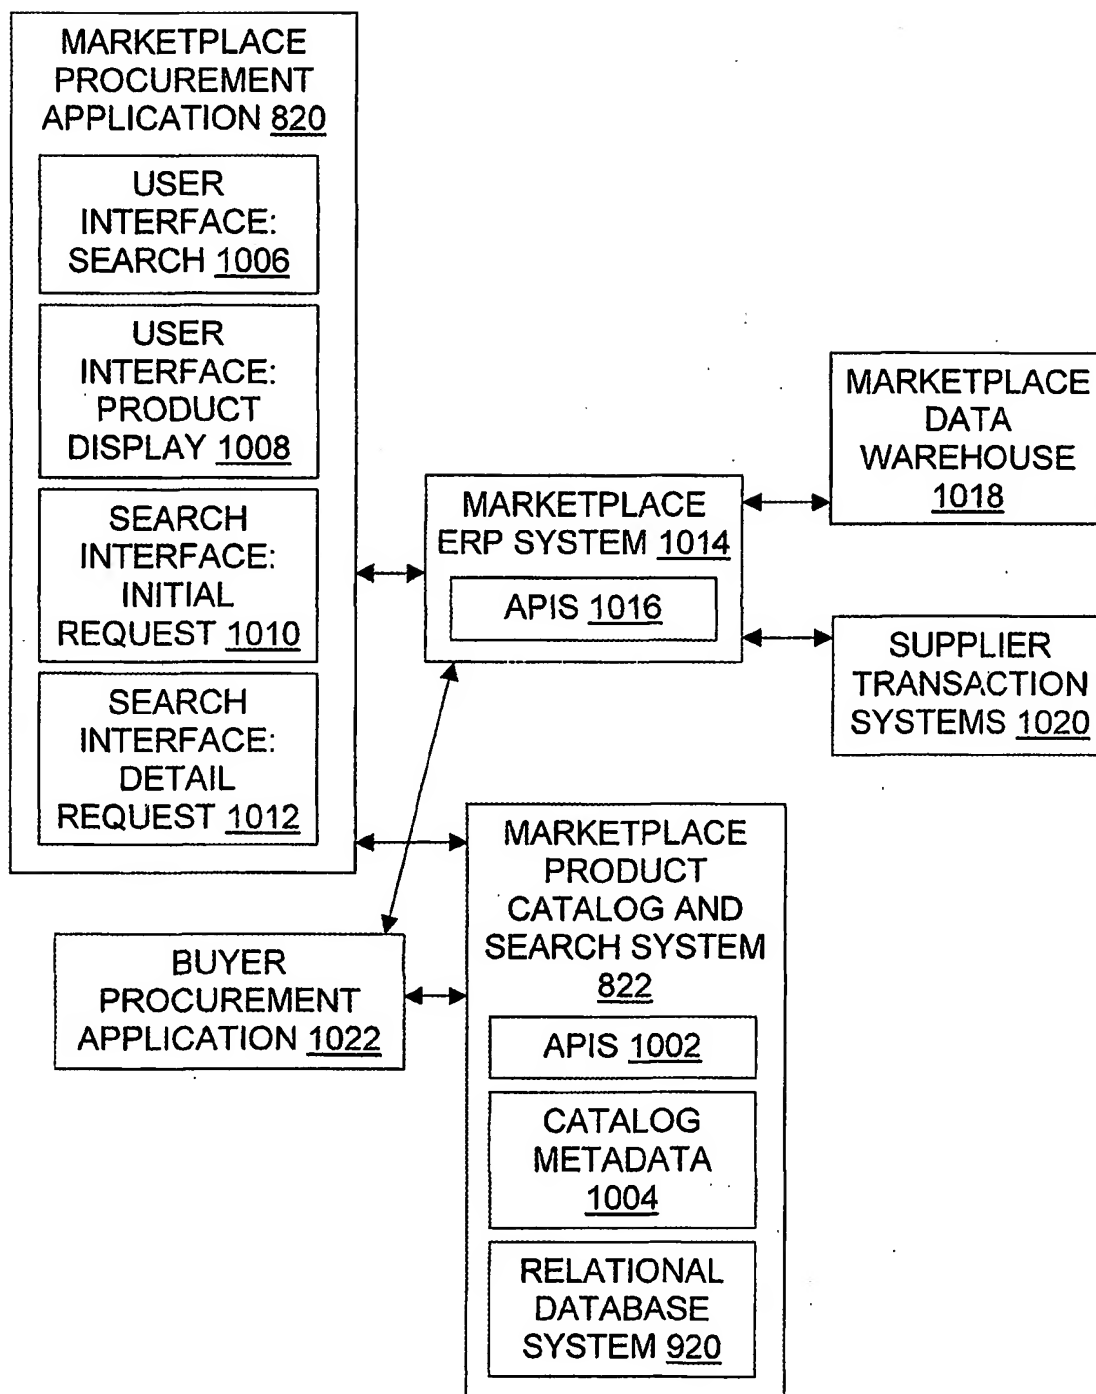 MARKETPLACE
PROCUREMENT
APPLICATION 820
USER
INTERFACE:
SEARCH 1006
USER
INTERFACE:
PRODUCT
DISPLAY 1008
SEARCH
INTERFACE:
INITIAL
REQUEST 1010
SEARCH
INTERFACE:
DETAIL
REQUEST 1012
MARKETPLACE
ERP SYSTEM 1014
APIS 1016
MARKETPLACE
DATA
WAREHOUSE
1018
SUPPLIER
TRANSACTION
SYSTEMS 1020
BUYER
PROCUREMENT
APPLICATION 1022
MARKETPLACE
PRODUCT
CATALOG AND
SEARCH SYSTEM
822
APIS 1002
CATALOG
METADATA
1004
RELATIONAL
DATABASE
SYSTEM 920